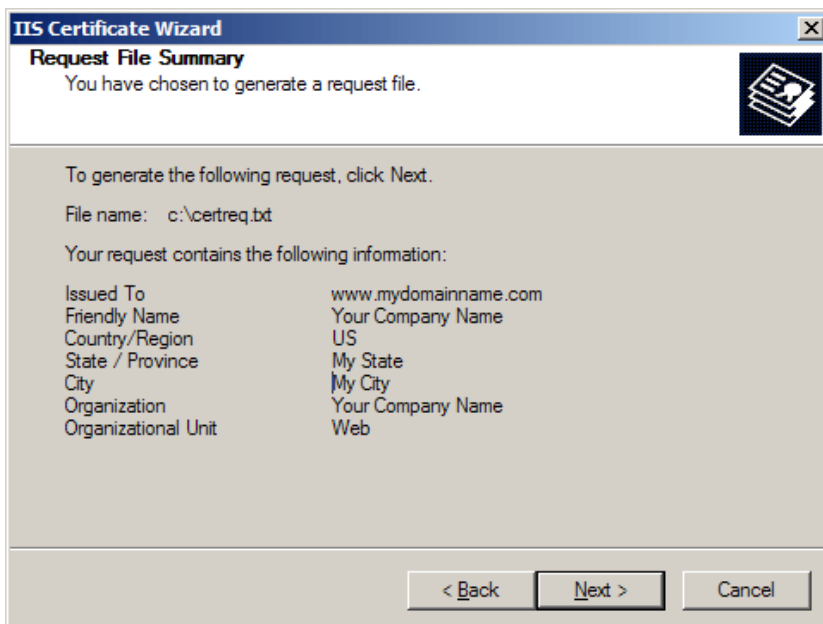 IIS Certificate Wizard
Request File Summary
You have chosen to generate a request file.
To generate the following request, click Next.
File name: c:\certreq.txt
Your request contains the following information:
Issued To www.mydomainname.com
Friendly Name Your Company Name
Country/Region US
State / Province My State
City My City
Organization Your Company Name
Organizational Unit Web
< Back Next > Cancel